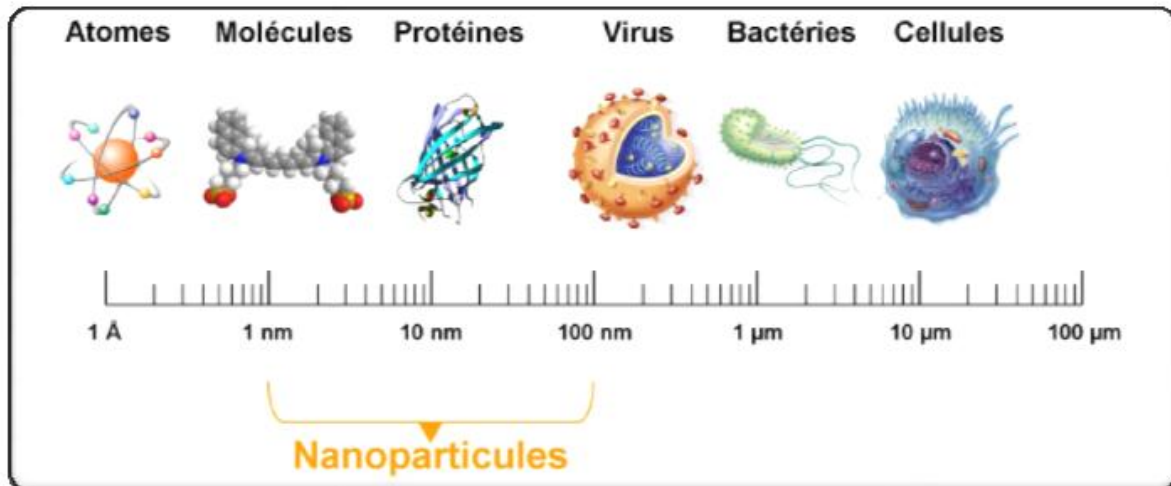 Atomes Molécules Protéines Virus Bactéries Cellules
1 Å 1 nm 10 nm 100 nm 1 µm 10 µm 100 µm
Nanoparticules